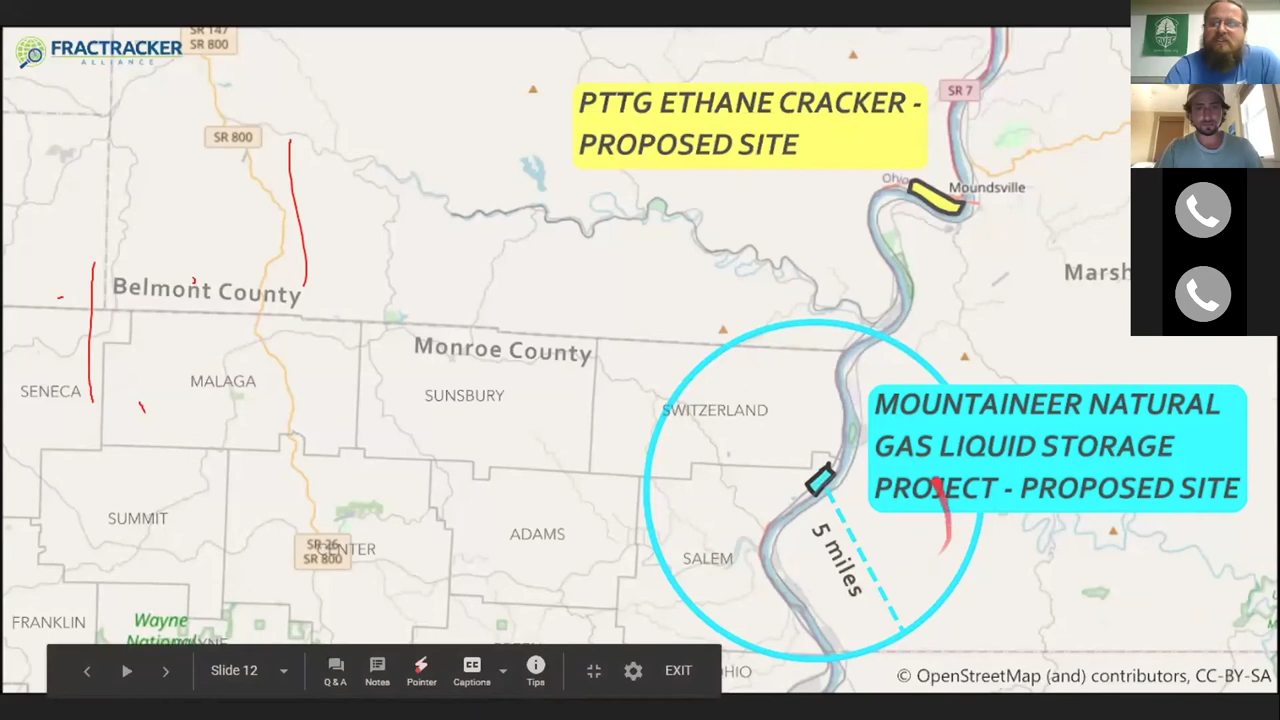 FRACTRACKER
ALLIANCE
SR 147
SR 800
SR 7
PTTG ETHANE CRACKER -
PROPOSED SITE
SR 800
Ohio
Moundsville
Marsh
Belmont County
Monroe County
SENECA
MALAGA
SUNSBURY
SWITZERLAND
MOUNTAINEER NATURAL
GAS LIQUID STORAGE
PROJECT - PROPOSED SITE
SUMMIT
SR 26
SR 800
ADAMS
SALEM
5 miles
FRANKLIN
Wayne
National
Slide 12
Q & A
Notes
Pointer
CC
Captions
Tips
EXIT
OHIO
© OpenStreetMap (and) contributors, CC-BY-SA